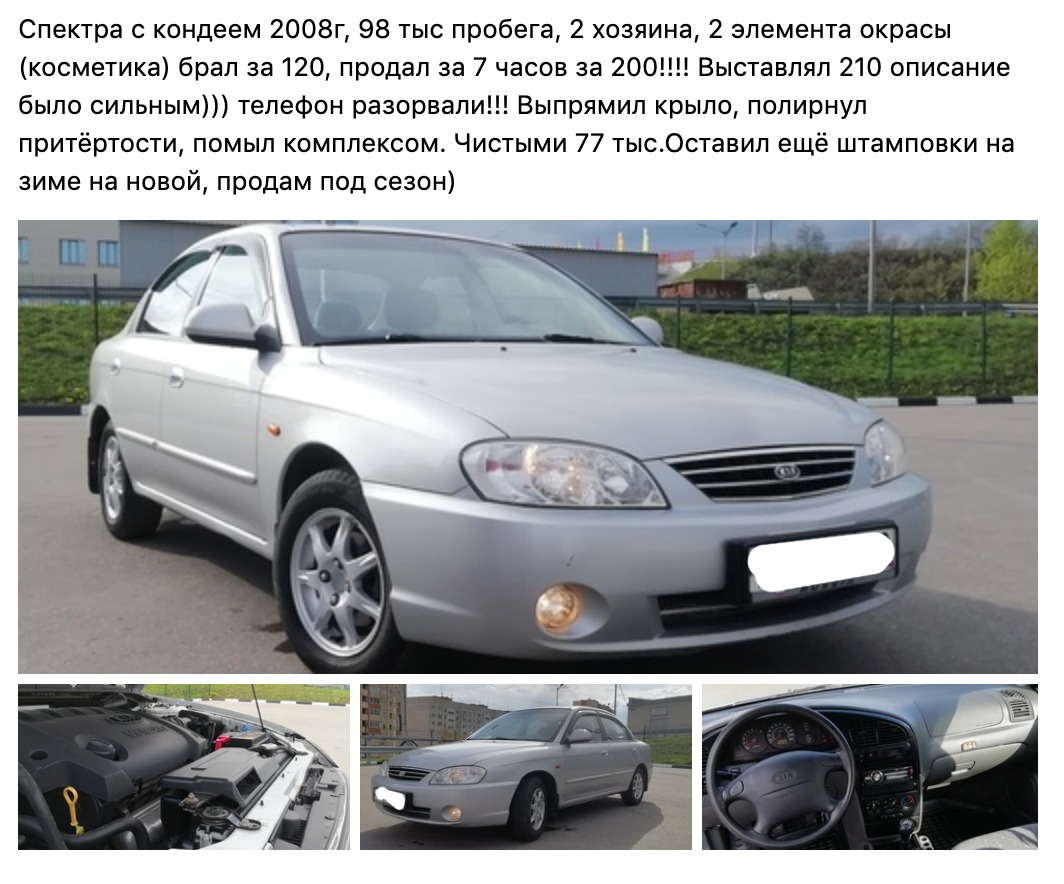 Спектра с кондеем 2008г, 98 тыс пробега, 2 хозяина, 2 элемента окрасы
(косметика) брал за 120, продал за 7 часов за 200!!!! Выставлял 210 описание
было сильным))) телефон разорвали!!! Выпрямил крыло, полирнул
притёртости, помыл комплексом. Чистыми 77 тыс.Оставил ещё штамповки на
зиме на новой, продам под сезон)
KIA
KIA